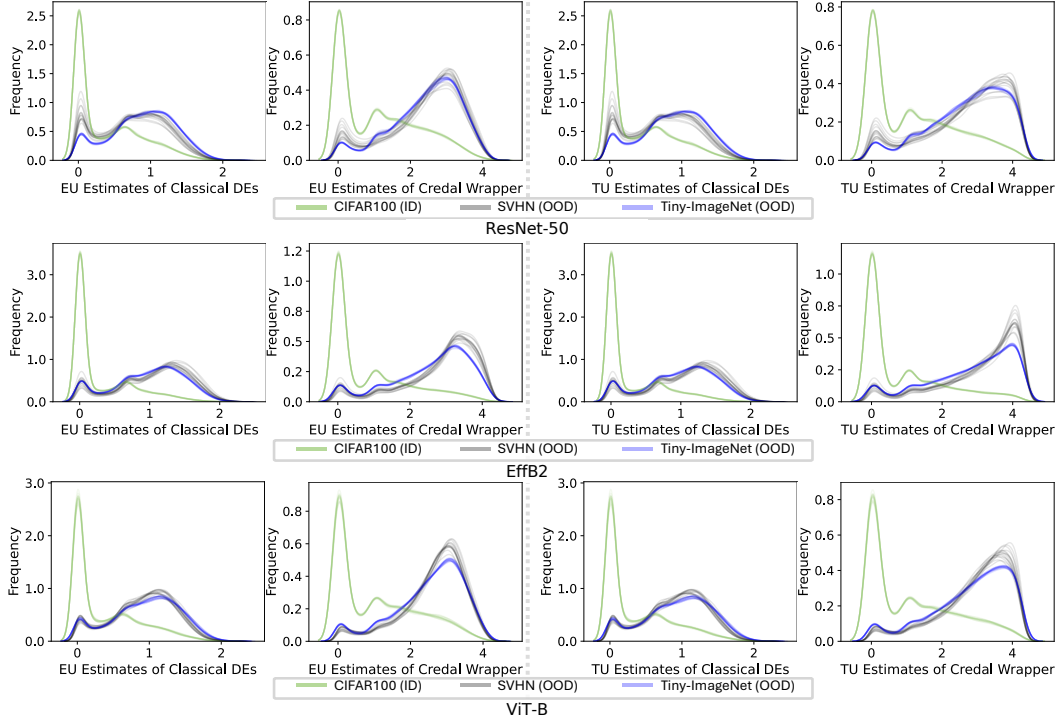 Frequency
2.5
2.0
1.5
1.0
0.5
0.0
0 1 2
EU Estimates of Classical DEs
0.8
0.6
0.4
0.2
0.0
0 2 4
EU Estimates of Credal Wrapper
Frequency
2.5
2.0
1.5
1.0
0.5
0.0
0 1 2
TU Estimates of Classical DEs
0.8
0.6
0.4
0.2
0.0
0 2 4
TU Estimates of Credal Wrapper
CIFAR100 (ID) SVHN (OOD) Tiny-ImageNet (OOD)
ResNet-50
Frequency
3.0
2.0
1.0
0.0
0 1 2
EU Estimates of Classical DEs
Frequency
1.2
1.0
0.8
0.5
0.2
0.0
0 2 4
EU Estimates of Credal Wrapper
Frequency
3.0
2.0
1.0
0.0
0 1 2
TU Estimates of Classical DEs
Frequency
1.0
0.8
0.5
0.2
0.0
0 2 4
TU Estimates of Credal Wrapper
CIFAR100 (ID) SVHN (OOD) Tiny-ImageNet (OOD)
EffB2
Frequency
3.0
2.0
1.0
0.0
0 1 2
EU Estimates of Classical DEs
Frequency
0.8
0.6
0.4
0.2
0.0
0 2 4
EU Estimates of Credal Wrapper
Frequency
3.0
2.0
1.0
0.0
0 1 2
TU Estimates of Classical DEs
Frequency
0.8
0.6
0.4
0.2
0.0
0 2 4
TU Estimates of Credal Wrapper
CIFAR100 (ID) SVHN (OOD) Tiny-ImageNet (OOD)
ViT-B